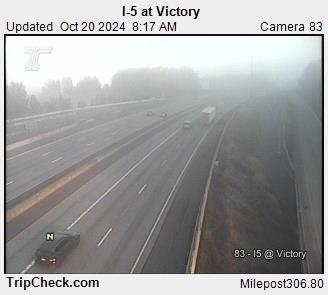 I-5 at Victory
Updated Oct 20 2024 8:17 AM Camera 83
T
N
83 - I5 @ Victory
TripCheck.com Milepost306.80